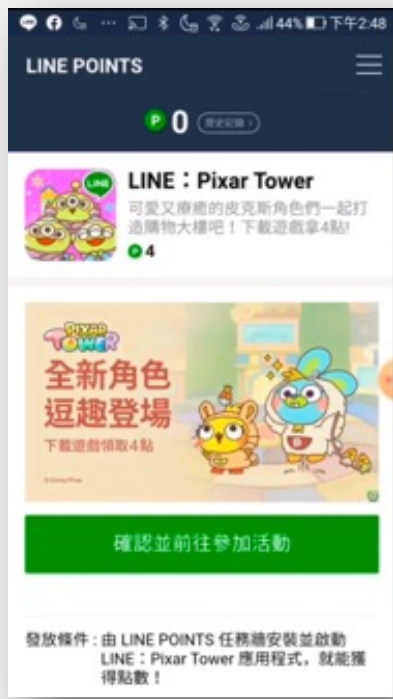 44% 下午2:48
LINE POINTS
P 0 歷史記錄 >
LINE
LINE：Pixar Tower
可愛又療癒的皮克斯角色們一起打
造購物大樓吧！下載遊戲拿4點!
P 4
PIXAR
TOWER
全新角色
逗趣登場
下載遊戲領取4點
© Disney/Pixar
確認並前往參加活動
發放條件 : 由 LINE POINTS 任務牆安裝並啟動
LINE：Pixar Tower 應用程式，就能獲
得點數！